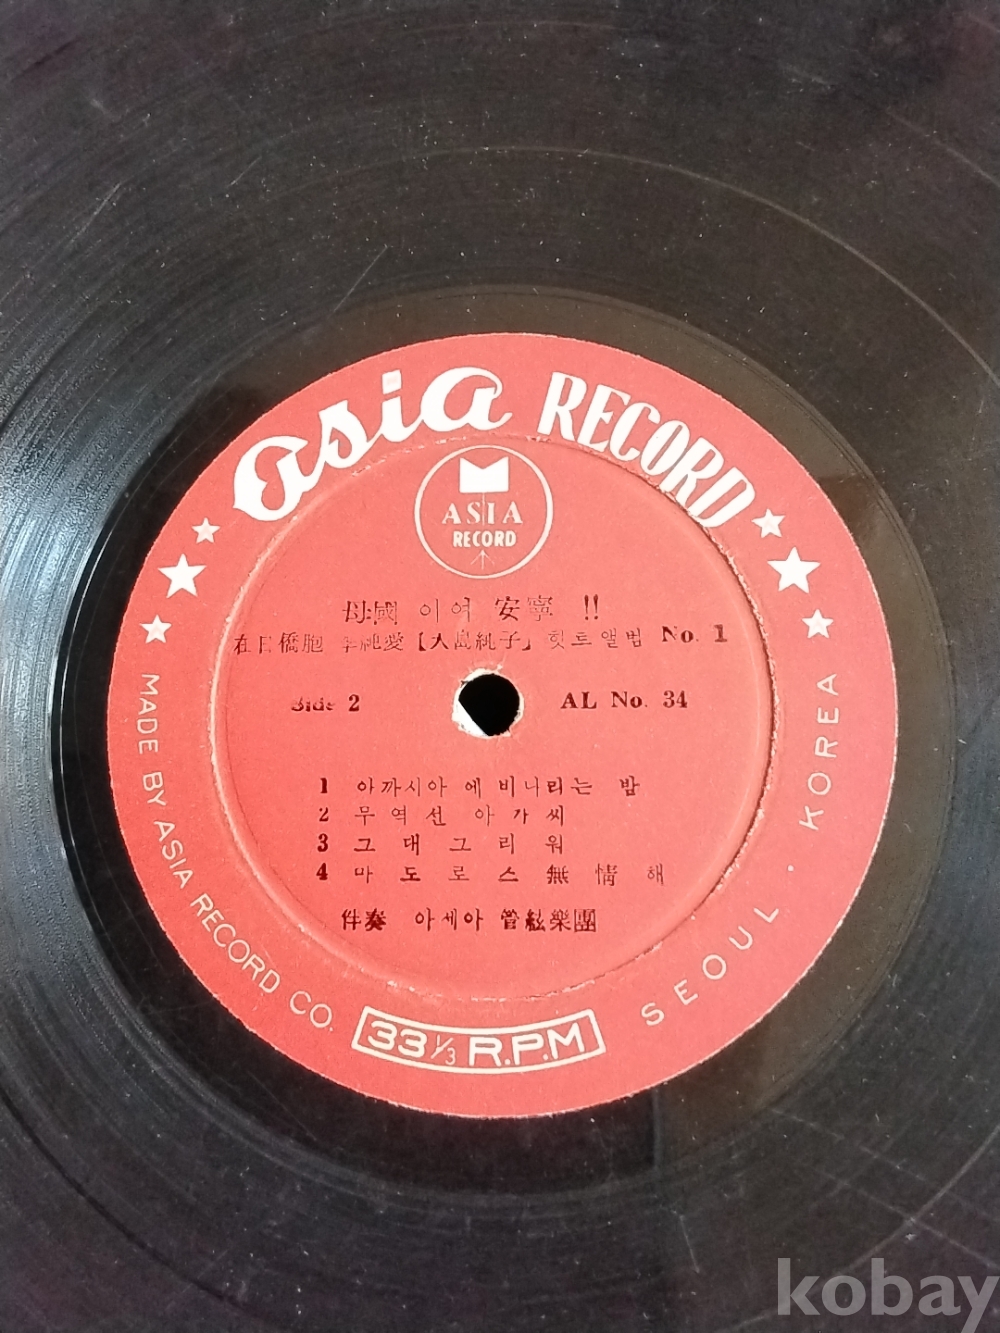 asia RECORD
ASIA
RECORD
母國 이여 安寧 !!
在日僑胞 李純愛【大島純子】 힛트앨범 No. 1
Side 2
AL No. 34
1 아까시아 에 비나리는 밤
2 무역선 아가씨
3 그대그리워
4 마도로스 無情해
伴奏 아세아 管絃樂團
MADE BY ASIA RECORD CO.
33 1/3 R.P.M
SEOUL · KOREA
kobay